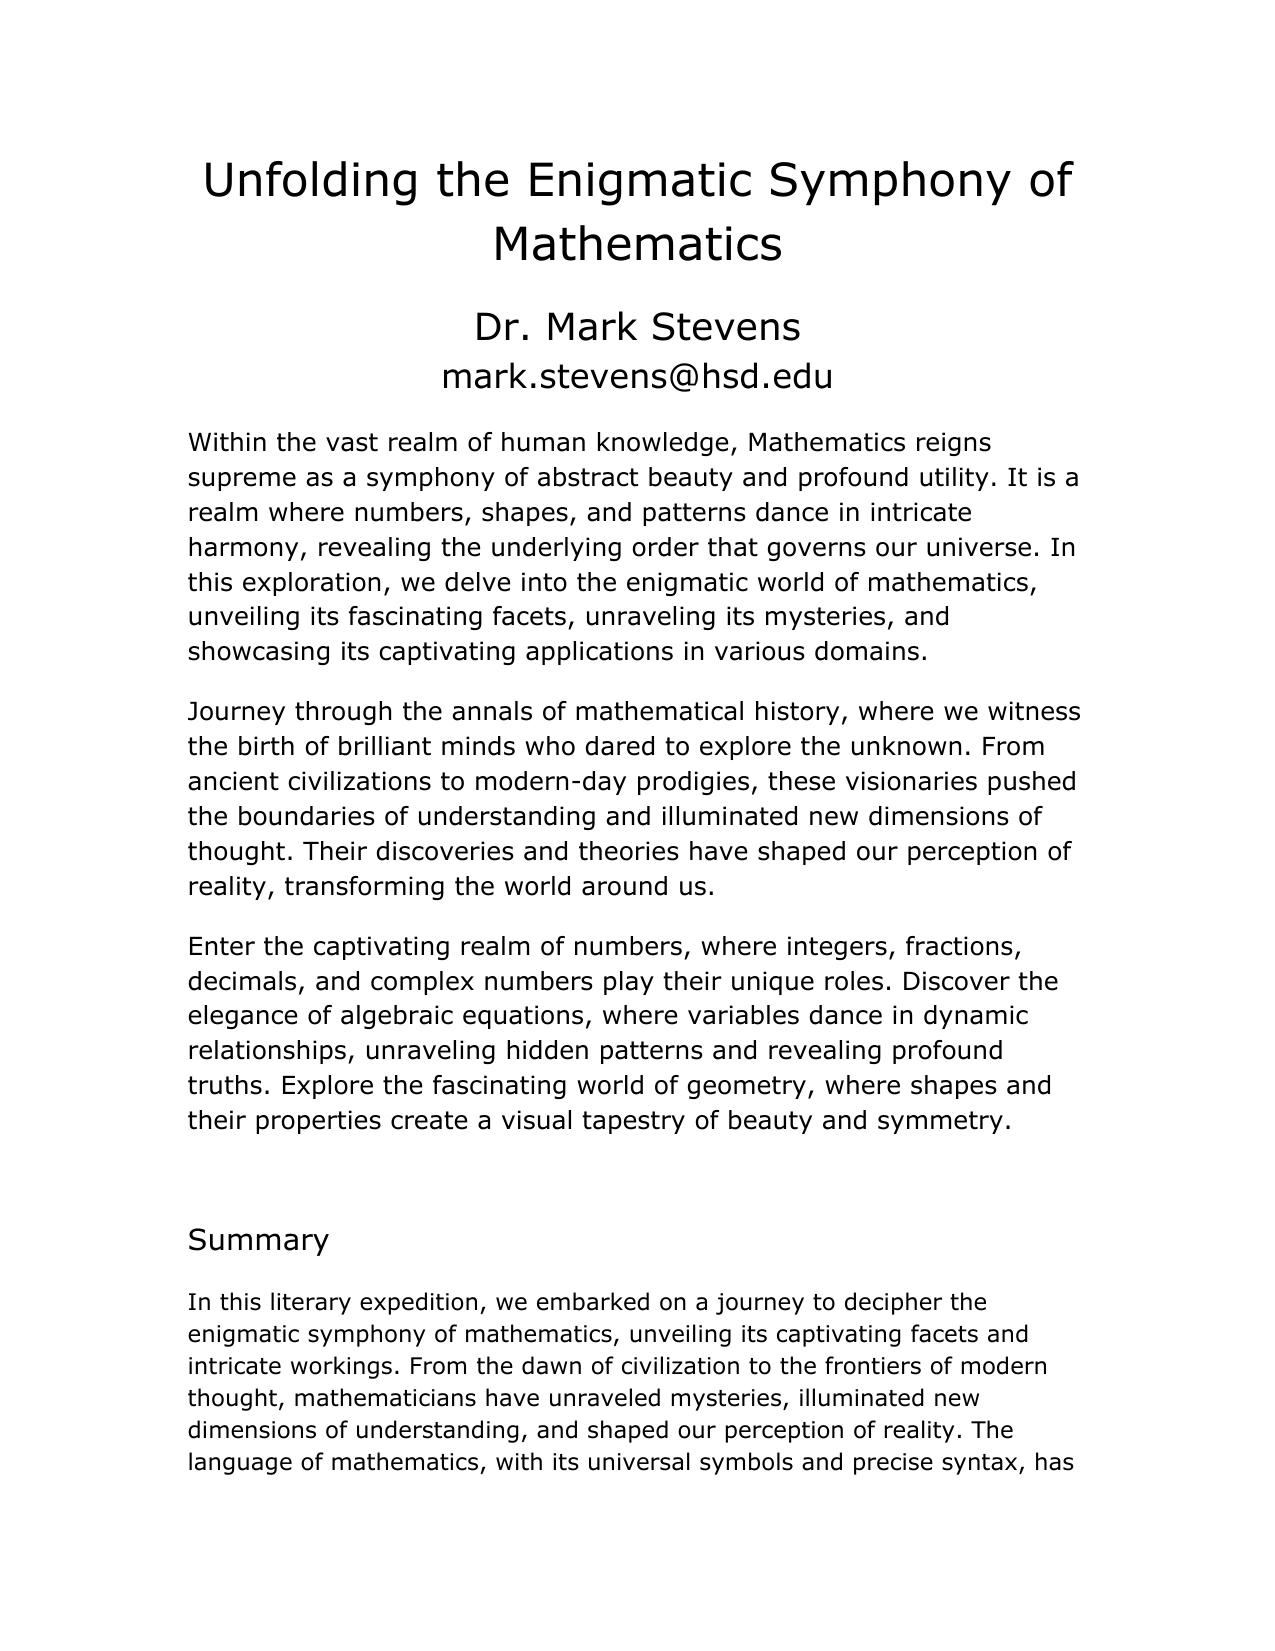 Unfolding the Enigmatic Symphony of
Mathematics
Dr. Mark Stevens
mark.stevens@hsd.edu
Within the vast realm of human knowledge, Mathematics reigns
supreme as a symphony of abstract beauty and profound utility. It is a
realm where numbers, shapes, and patterns dance in intricate
harmony, revealing the underlying order that governs our universe. In
this exploration, we delve into the enigmatic world of mathematics,
unveiling its fascinating facets, unraveling its mysteries, and
showcasing its captivating applications in various domains.
Journey through the annals of mathematical history, where we witness
the birth of brilliant minds who dared to explore the unknown. From
ancient civilizations to modern-day prodigies, these visionaries pushed
the boundaries of understanding and illuminated new dimensions of
thought. Their discoveries and theories have shaped our perception of
reality, transforming the world around us.
Enter the captivating realm of numbers, where integers, fractions,
decimals, and complex numbers play their unique roles. Discover the
elegance of algebraic equations, where variables dance in dynamic
relationships, unraveling hidden patterns and revealing profound
truths. Explore the fascinating world of geometry, where shapes and
their properties create a visual tapestry of beauty and symmetry.
Summary
In this literary expedition, we embarked on a journey to decipher the
enigmatic symphony of mathematics, unveiling its captivating facets and
intricate workings. From the dawn of civilization to the frontiers of modern
thought, mathematicians have unraveled mysteries, illuminated new
dimensions of understanding, and shaped our perception of reality. The
language of mathematics, with its universal symbols and precise syntax, has